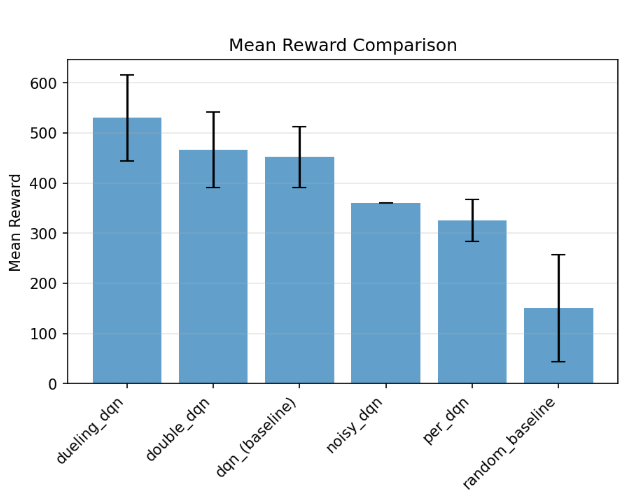 Mean Reward Comparison
Mean Reward
600
500
400
300
200
100
0
dueling_dqn
double_dqn
dqn_(baseline)
noisy_dqn
per_dqn
random_baseline